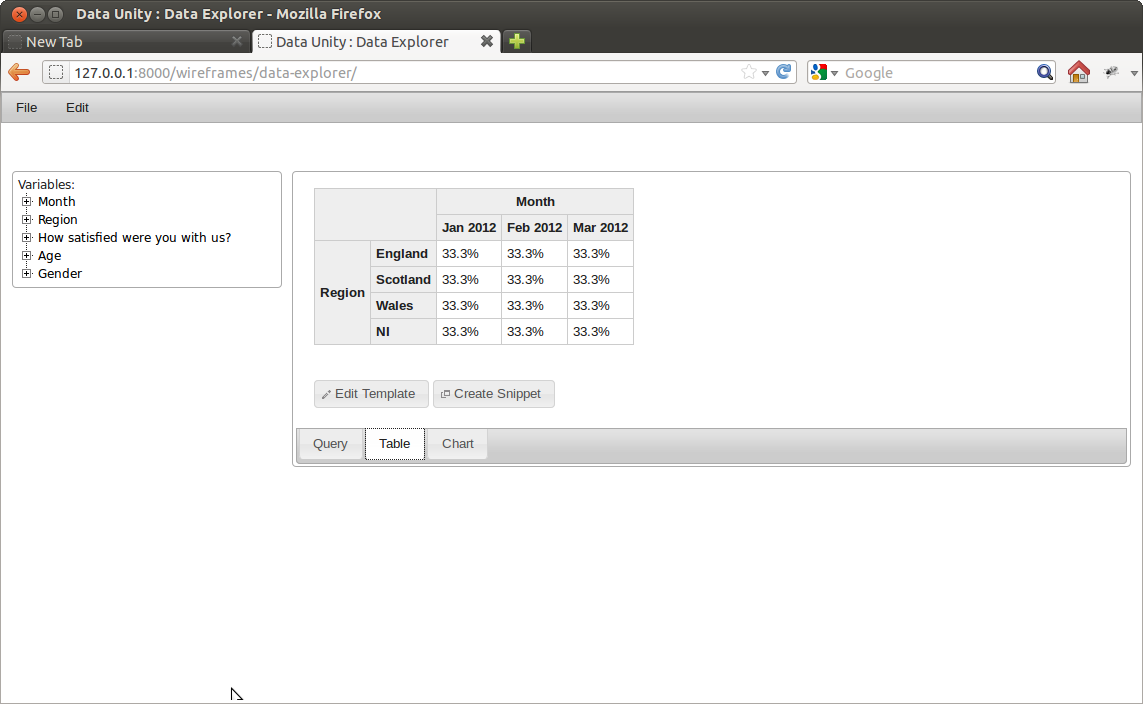 Data Unity : Data Explorer - Mozilla Firefox
New Tab
Data Unity : Data Explorer
127.0.0.1:8000/wireframes/data-explorer/
Google
File Edit
Variables:
Month
Region
How satisfied were you with us?
Age
Gender
Month
Jan 2012 Feb 2012 Mar 2012
Region
England 33.3% 33.3% 33.3%
Scotland 33.3% 33.3% 33.3%
Wales 33.3% 33.3% 33.3%
NI 33.3% 33.3% 33.3%
Edit Template Create Snippet
Query Table Chart